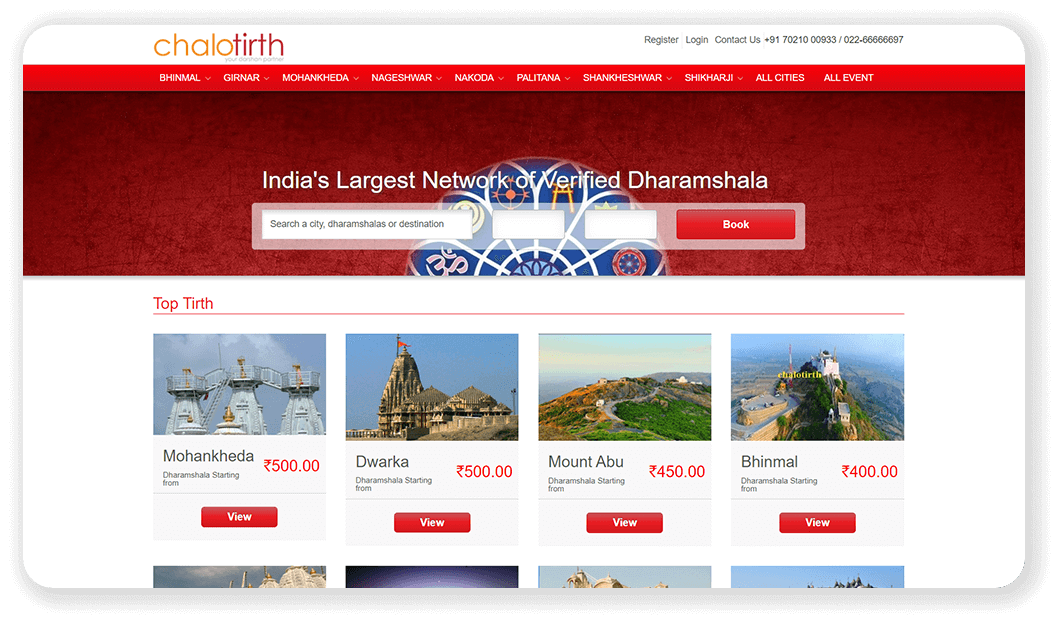 chalotirth
your darshan partner
Register Login Contact Us +91 70210 00933 / 022-66666697
BHINMAL GIRNAR MOHANKHEDA NAGESHWAR NAKODA PALITANA SHANKHESHWAR SHIKHARJI ALL CITIES ALL EVENT
India's Largest Network of Verified Dharamshala
Search a city, dharamshalas or destination Book
ॐ
Top Tirth
chalotirth
Mohankheda ₹500.00
Dharamshala Starting
from
View
Dwarka ₹500.00
Dharamshala Starting
from
View
Mount Abu ₹450.00
Dharamshala Starting
from
View
Bhinmal ₹400.00
Dharamshala Starting
from
View